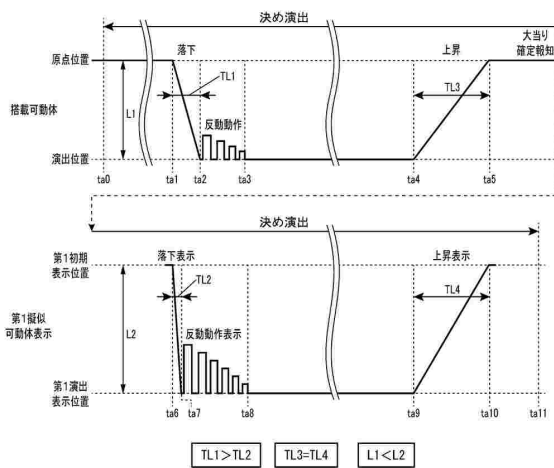 決め演出
大当り
確定報知
原点位置
落下
上昇
TL1
TL3
搭載可動体
L1
反動動作
演出位置
ta0
ta1
ta2
ta3
ta4
ta5
決め演出
第1初期
表示位置
落下表示
上昇表示
TL2
TL4
第1擬似
可動体表示
L2
反動動作表示
第1演出
表示位置
ta6
ta7
ta8
ta9
ta10
ta11
TL1>TL2
TL3=TL4
L1<L2